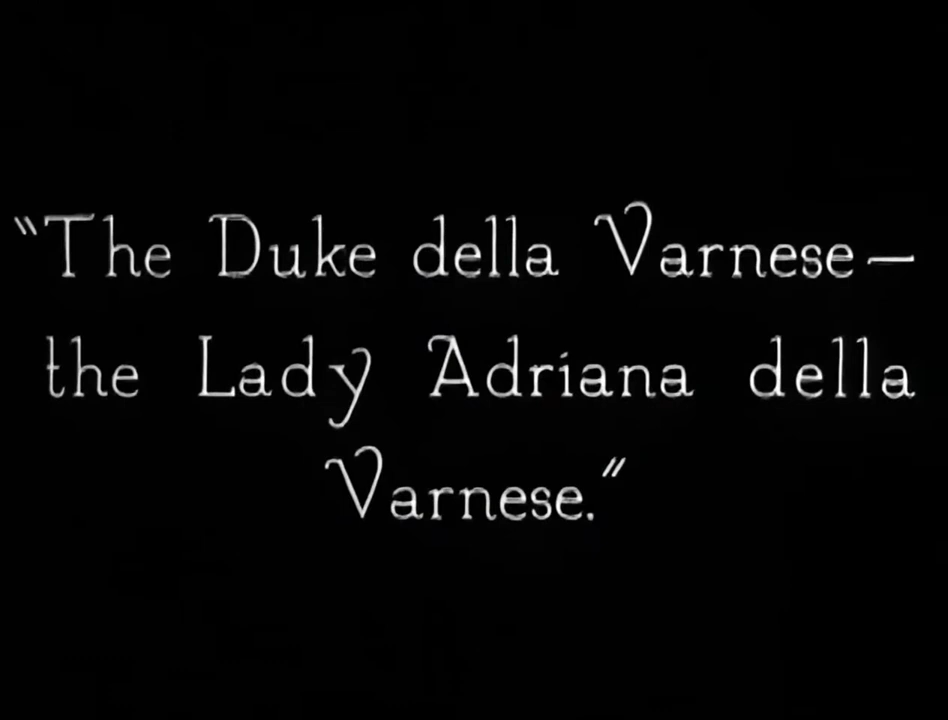 “The Duke della Varnese—
the Lady Adriana della
Varnese.”